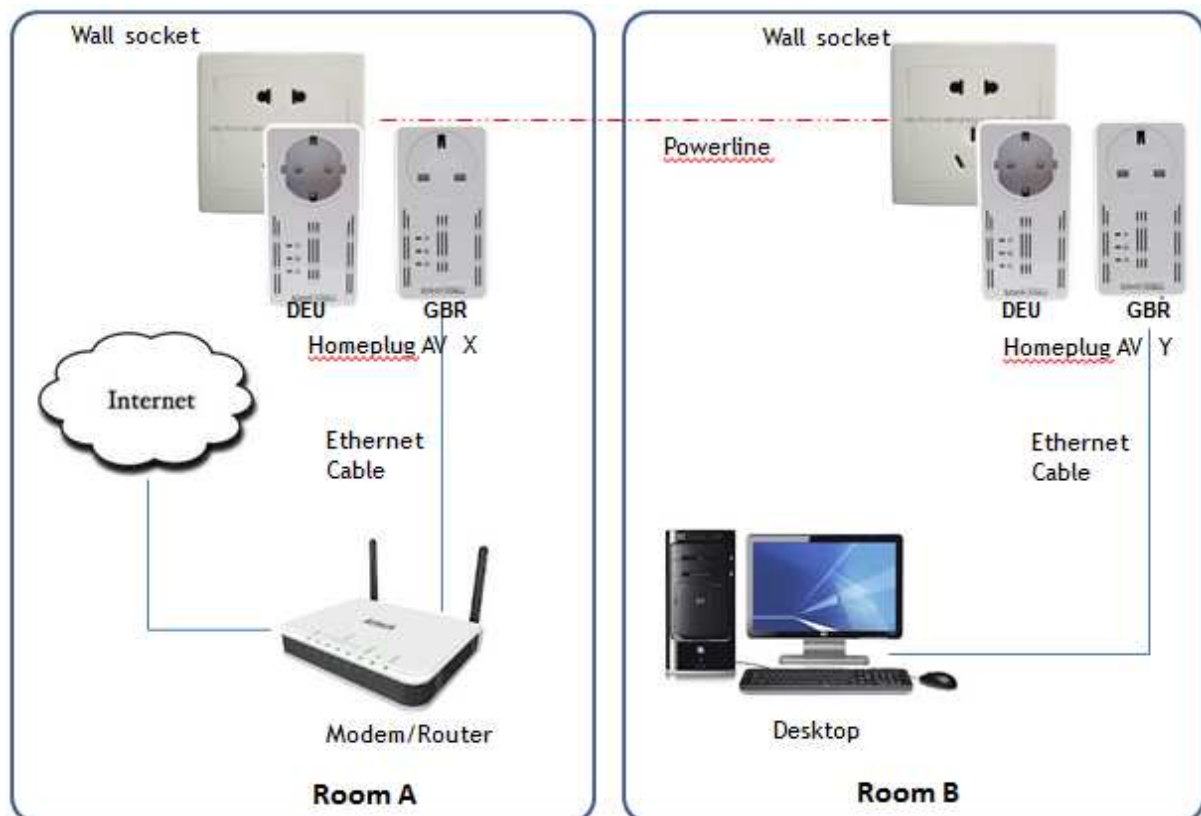 Wall socket
Wall socket
Powerline
DEU
GBR
DEU
GBR
Homeplug AV X
Homeplug AV Y
Internet
Ethernet
Cable
Ethernet
Cable
Modem/Router
Desktop
Room A
Room B